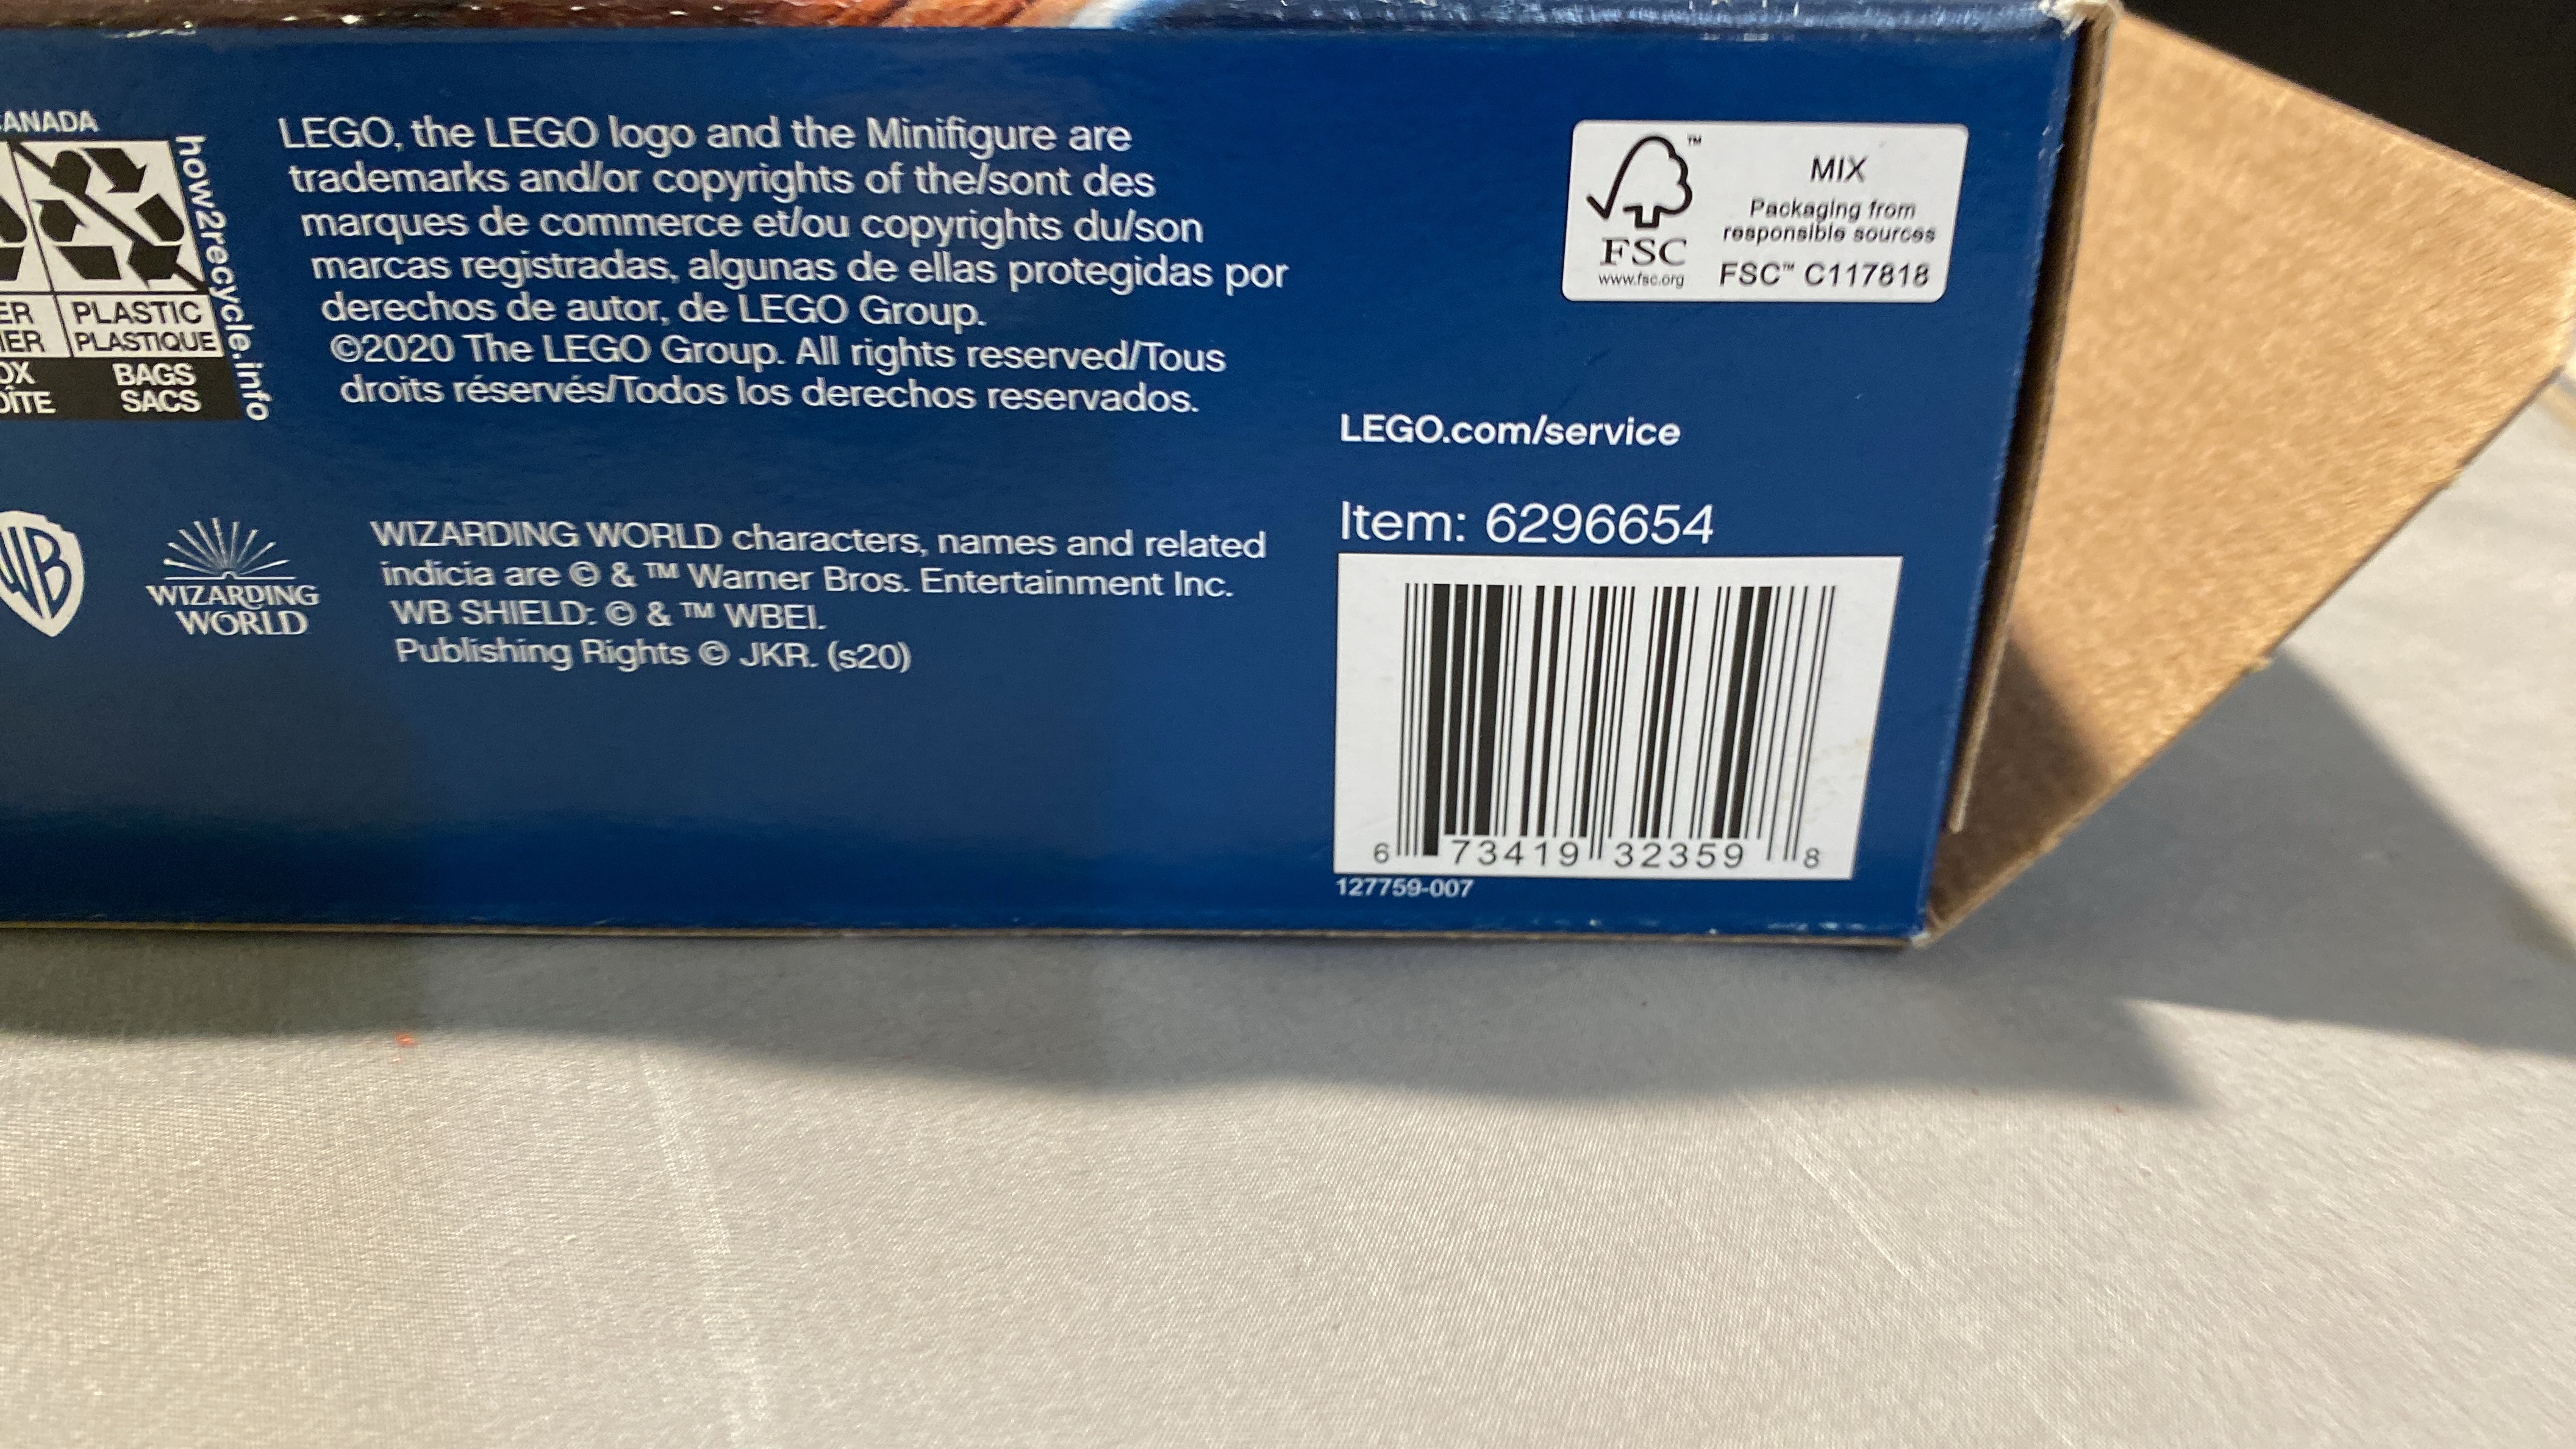 CANADA
how2recycle.info
PLASTIC
PLASTIQUE
BAGS
SACS
LEGO, the LEGO logo and the Minifigure are
trademarks and/or copyrights of the/sont des
marques de commerce et/ou copyrights du/son
marcas registradas, algunas de ellas protegidas por
derechos de autor, de LEGO Group.
©2020 The LEGO Group. All rights reserved/Tous
droits réservés/Todos los derechos reservados.
WB
WIZARDING
WORLD
WIZARDING WORLD characters, names and related
indicia are © & ™ Warner Bros. Entertainment Inc.
WB SHIELD: © & ™ WBEI.
Publishing Rights © JKR. (s20)
™
FSC
www.fsc.org
MIX
Packaging from
responsible sources
FSC™ C117818
LEGO.com/service
Item: 6296654
6 73419 32359 8
127759-007